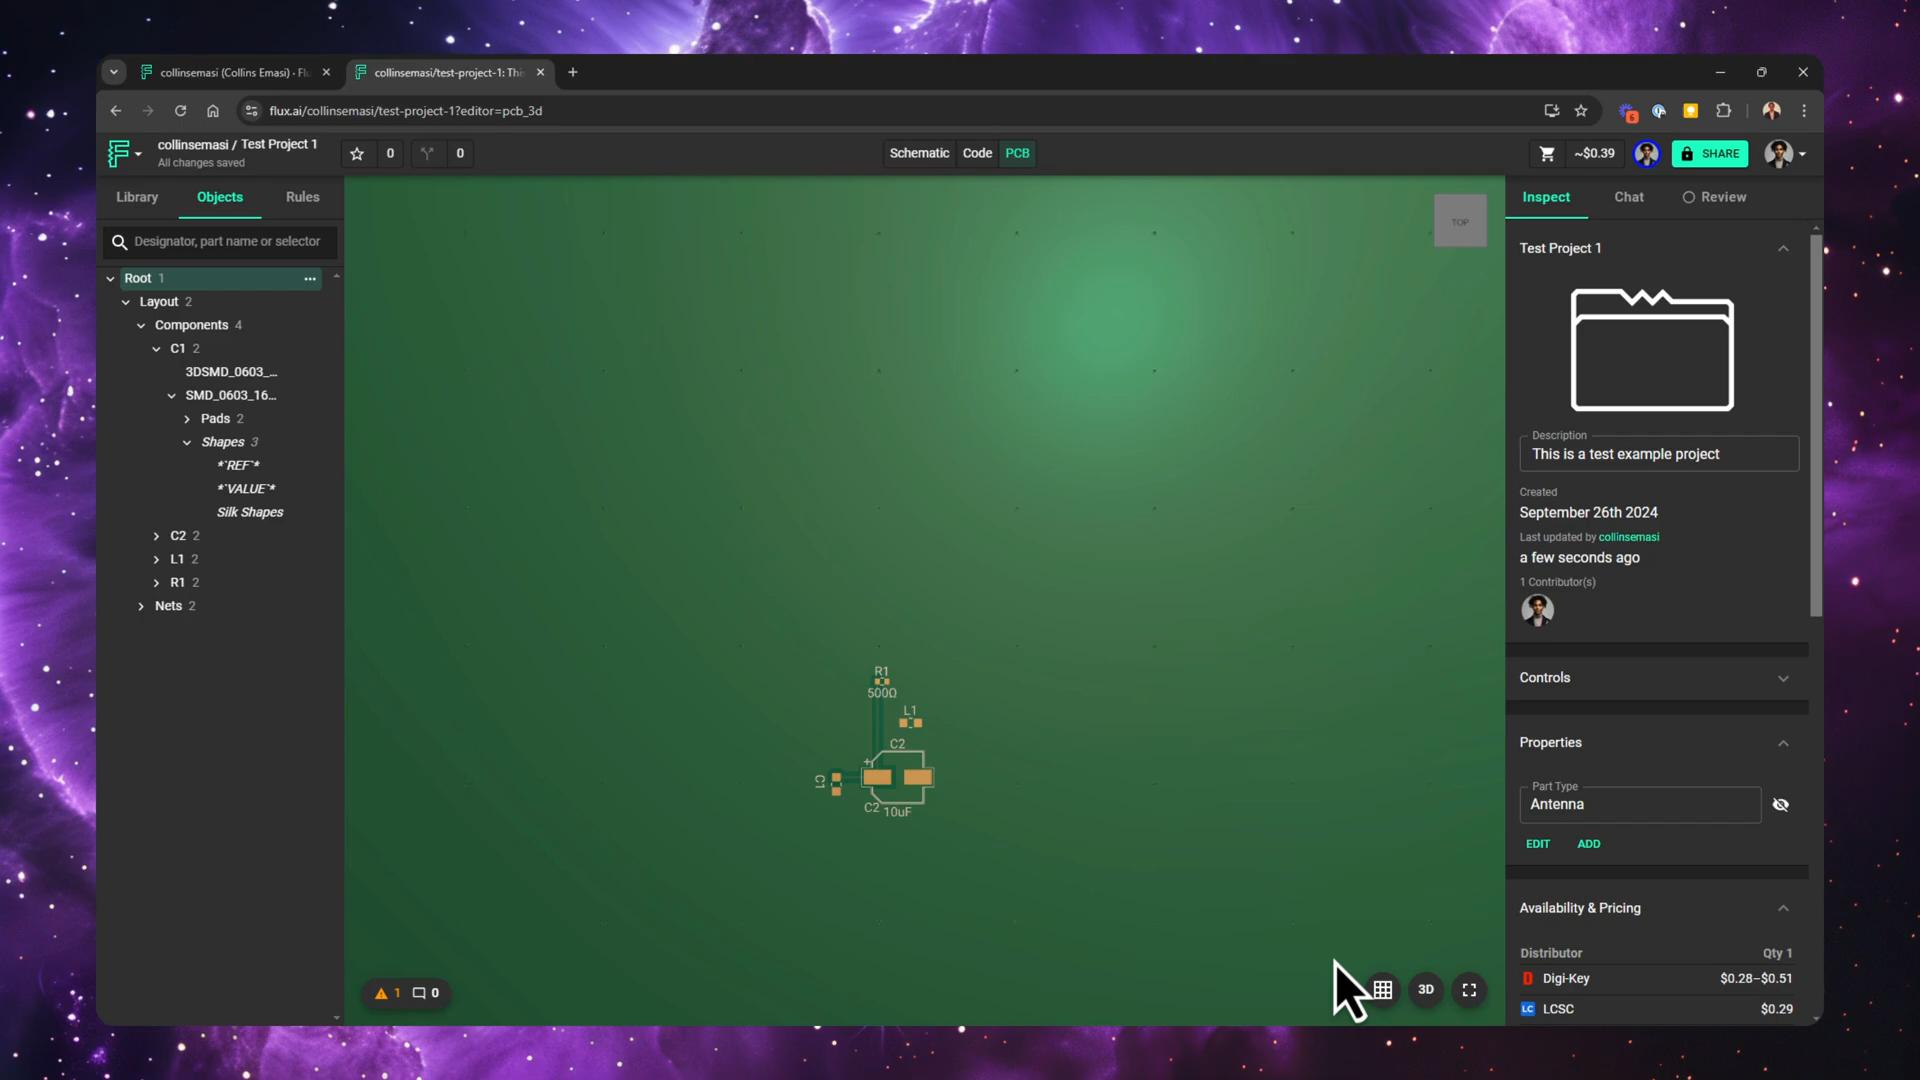 collinsemasi (Collins Emasi) · Fl
collinsemasi/test-project-1: Thi
flux.ai/collinsemasi/test-project-1?editor=pcb_3d
6
collinsemasi / Test Project 1
All changes saved
0
0
Schematic
Code
PCB
~$0.39
SHARE
Library
Objects
Rules
Designator, part name or selector
Root 1
Layout 2
Components 4
C1 2
3DSMD_0603_...
SMD_0603_16...
Pads 2
Shapes 3
*`REF`*
*`VALUE`*
Silk Shapes
C2 2
L1 2
R1 2
Nets 2
TOP
R1
500Ω
L1
C2
+
C1
C2
10uF
1
0
3D
Inspect
Chat
Review
Test Project 1
Description
This is a test example project
Created
September 26th 2024
Last updated by collinsemasi
a few seconds ago
1 Contributor(s)
Controls
Properties
Part Type
Antenna
EDIT
ADD
Availability & Pricing
Distributor
Qty 1
D
Digi-Key
$0.28–$0.51
LC
LCSC
$0.29